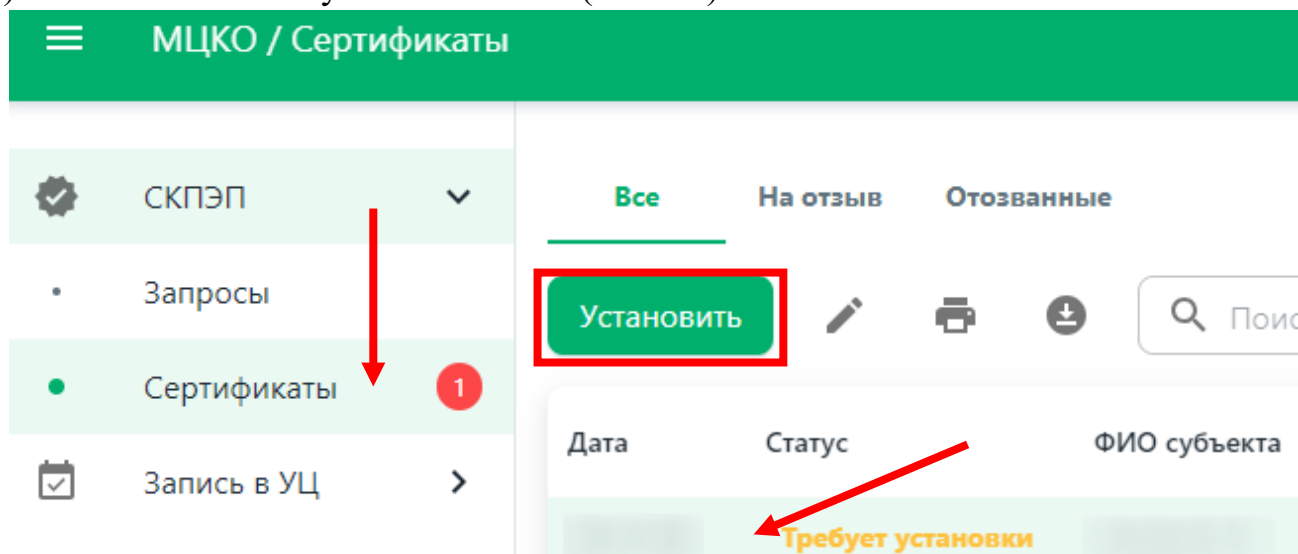 МЦКО / Сертификаты
СКПЭП
Запросы
Сертификаты 1
Запись в УЦ
Все На отзыв Отозванные
Установить Поис
Дата Статус ФИО субъекта
Требует установки